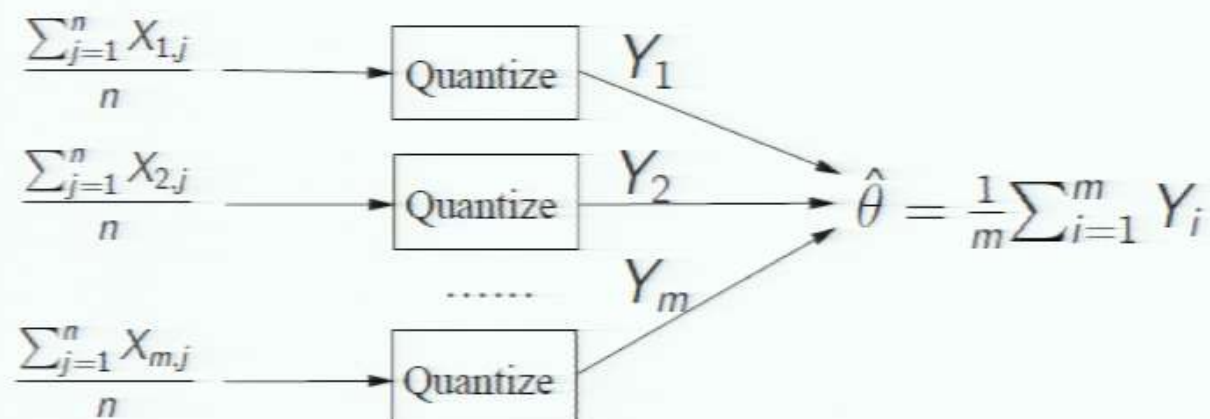 ∑_{j=1}^{n} X_{1,j} / n Quantize Y_1
∑_{j=1}^{n} X_{2,j} / n Quantize Y_2 θ̂ = 1/m ∑_{i=1}^{m} Y_i
...... Y_m
∑_{j=1}^{n} X_{m,j} / n Quantize